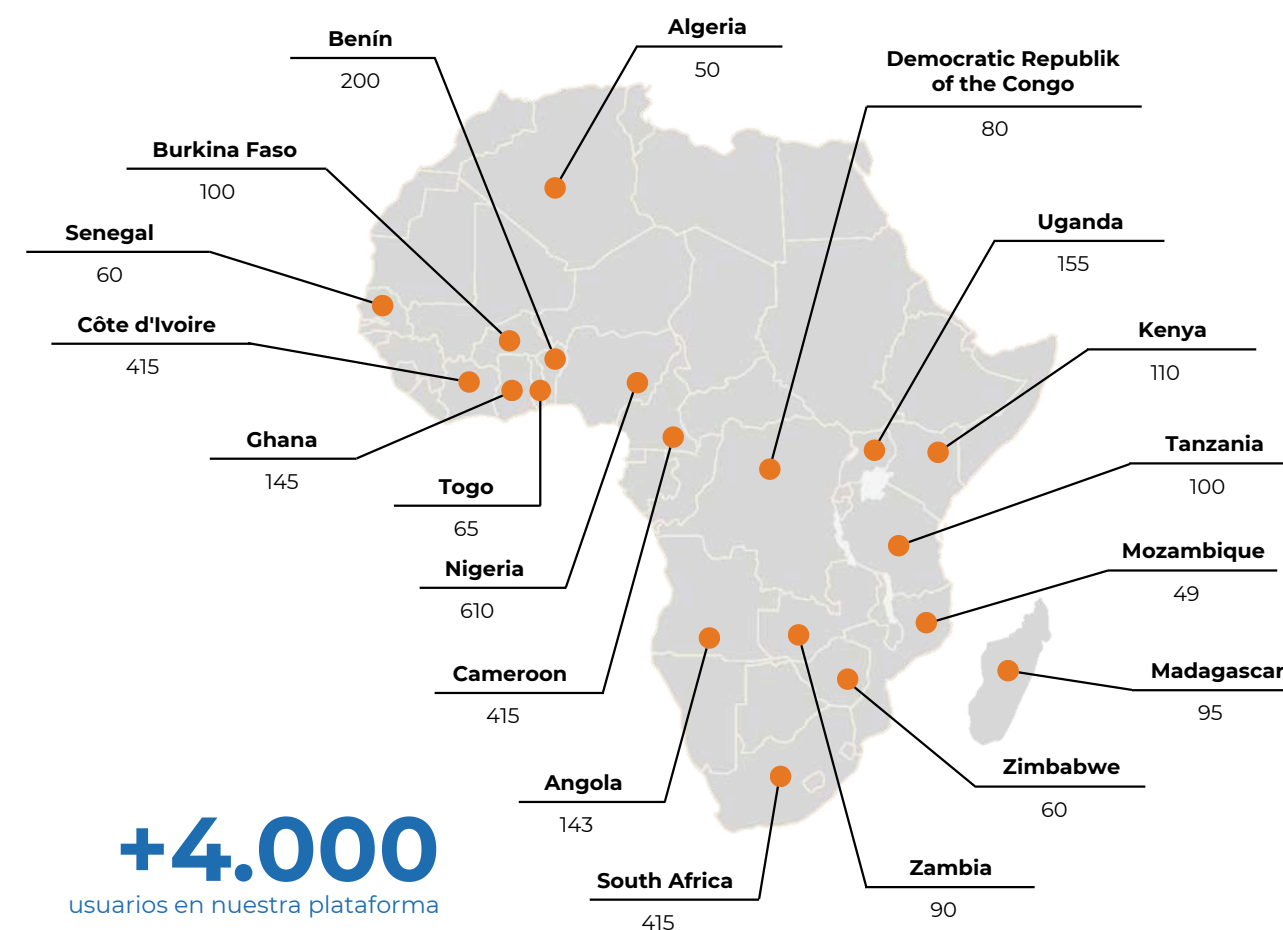 Algeria
50
Benín
200
Democratic Republik
of the Congo
80
Burkina Faso
100
Uganda
155
Senegal
60
Côte d'Ivoire
415
Kenya
110
Ghana
145
Tanzania
100
Togo
65
Mozambique
49
Nigeria
610
Cameroon
415
Madagascar
95
Zimbabwe
60
Angola
143
Zambia
90
South Africa
415
+4.000
usuarios en nuestra plataforma